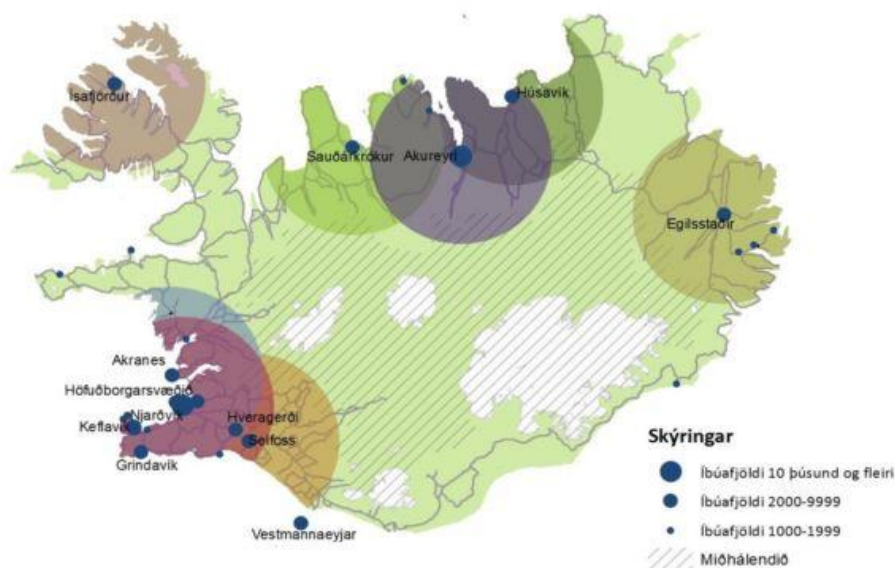 Ísafjörður
Húsavík
Sauðárkrókur
Akureyri
Egilsstaðir
Akranes
Höfuðborgarsvæðið
Njarðvík
Hveragerði
Keflavík
Selfoss
Grindavík
Vestmannaeyjar
Skýringar
Íbúafjöldi 10 þúsund og fleiri
Íbúafjöldi 2000-9999
Íbúafjöldi 1000-1999
Miðhálendið